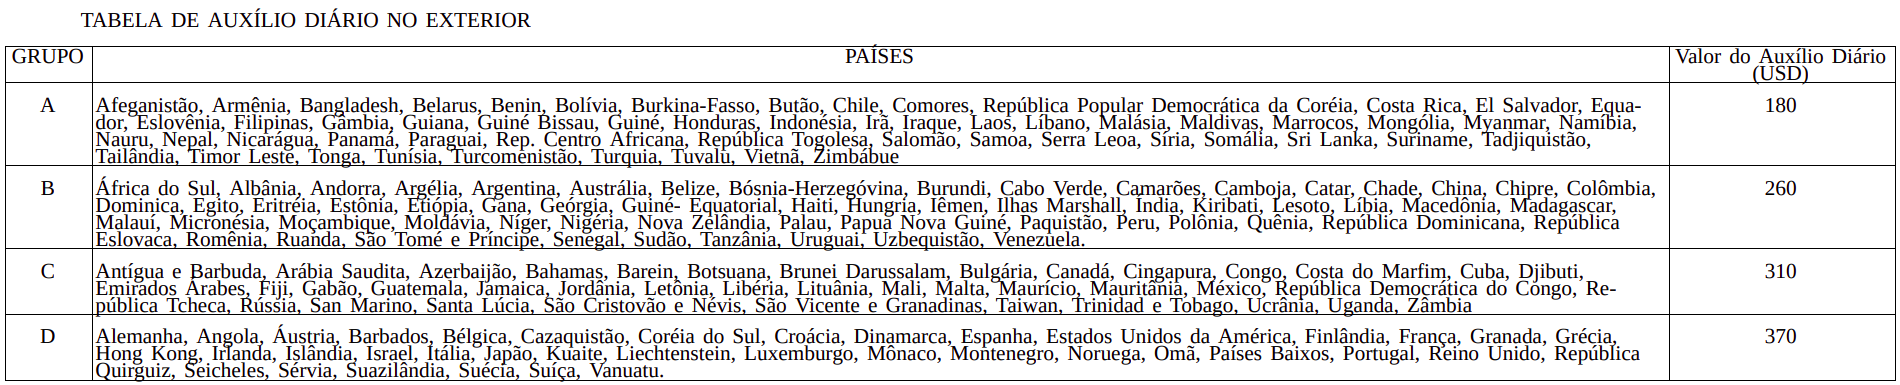 TABELA DE AUXÍLIO DIÁRIO NO EXTERIOR
GRUPO PAÍSES Valor do Auxílio Diário
(USD)
A Afeganistão, Armênia, Bangladesh, Belarus, Benin, Bolívia, Burkina-Fasso, Butão, Chile, Comores, República Popular Democrática da Coréia, Costa Rica, El Salvador, Equa- 180
dor, Eslovênia, Filipinas, Gâmbia, Guiana, Guiné Bissau, Guiné, Honduras, Indonésia, Irã, Iraque, Laos, Líbano, Malásia, Maldivas, Marrocos, Mongólia, Myanmar, Namíbia,
Nauru, Nepal, Nicarágua, Panamá, Paraguai, Rep. Centro Africana, República Togolesa, Salomão, Samoa, Serra Leoa, Síria, Somália, Sri Lanka, Suriname, Tadjiquistão,
Tailândia, Timor Leste, Tonga, Tunísia, Turcomenistão, Turquia, Tuvalu, Vietnã, Zimbábue
B África do Sul, Albânia, Andorra, Argélia, Argentina, Austrália, Belize, Bósnia-Herzegóvina, Burundi, Cabo Verde, Camarões, Camboja, Catar, Chade, China, Chipre, Colômbia, 260
Dominica, Egito, Eritréia, Estônia, Etiópia, Gana, Geórgia, Guiné- Equatorial, Haiti, Hungria, Iêmen, Ilhas Marshall, Índia, Kiribati, Lesoto, Líbia, Macedônia, Madagascar,
Malauí, Micronésia, Moçambique, Moldávia, Níger, Nigéria, Nova Zelândia, Palau, Papua Nova Guiné, Paquistão, Peru, Polônia, Quênia, República Dominicana, República
Eslovaca, Romênia, Ruanda, São Tomé e Príncipe, Senegal, Sudão, Tanzânia, Uruguai, Uzbequistão, Venezuela.
C Antígua e Barbuda, Arábia Saudita, Azerbaijão, Bahamas, Barein, Botsuana, Brunei Darussalam, Bulgária, Canadá, Cingapura, Congo, Costa do Marfim, Cuba, Djibuti, 310
Emirados Árabes, Fiji, Gabão, Guatemala, Jamaica, Jordânia, Letônia, Libéria, Lituânia, Mali, Malta, Maurício, Mauritânia, México, República Democrática do Congo, Re-
pública Tcheca, Rússia, San Marino, Santa Lúcia, São Cristovão e Névis, São Vicente e Granadinas, Taiwan, Trinidad e Tobago, Ucrânia, Uganda, Zâmbia
D Alemanha, Angola, Áustria, Barbados, Bélgica, Cazaquistão, Coréia do Sul, Croácia, Dinamarca, Espanha, Estados Unidos da América, Finlândia, França, Granada, Grécia, 370
Hong Kong, Irlanda, Islândia, Israel, Itália, Japão, Kuaite, Liechtenstein, Luxemburgo, Mônaco, Montenegro, Noruega, Omã, Países Baixos, Portugal, Reino Unido, República
Quirguiz, Seicheles, Sérvia, Suazilândia, Suécia, Suíça, Vanuatu.